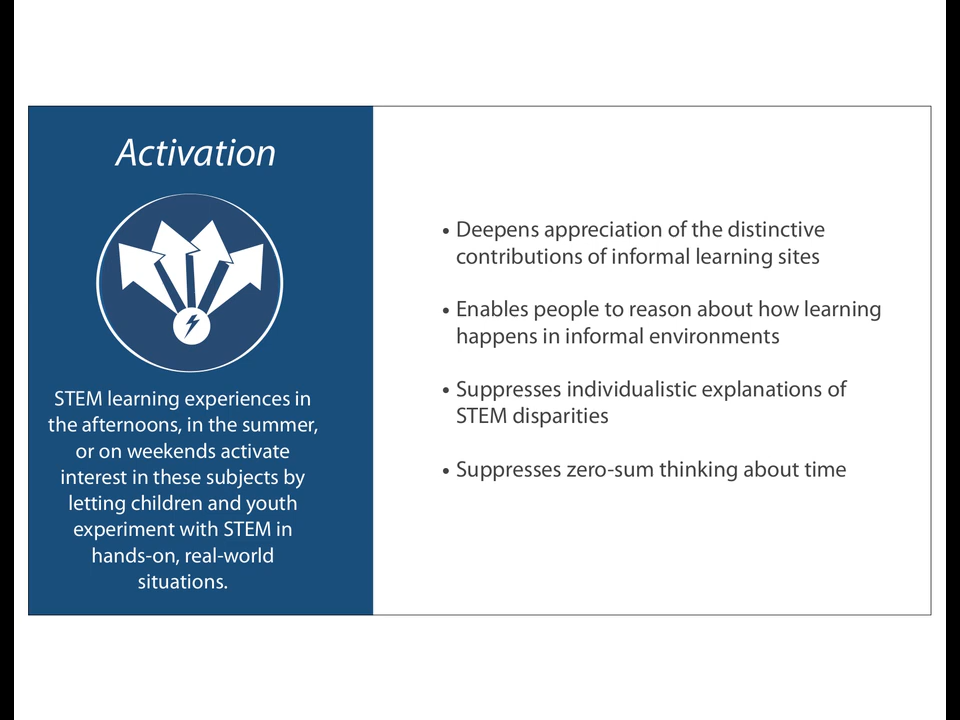 Activation
STEM learning experiences in
the afternoons, in the summer,
or on weekends activate
interest in these subjects by
letting children and youth
experiment with STEM in
hands-on, real-world
situations.
• Deepens appreciation of the distinctive
contributions of informal learning sites
• Enables people to reason about how learning
happens in informal environments
• Suppresses individualistic explanations of
STEM disparities
• Suppresses zero-sum thinking about time